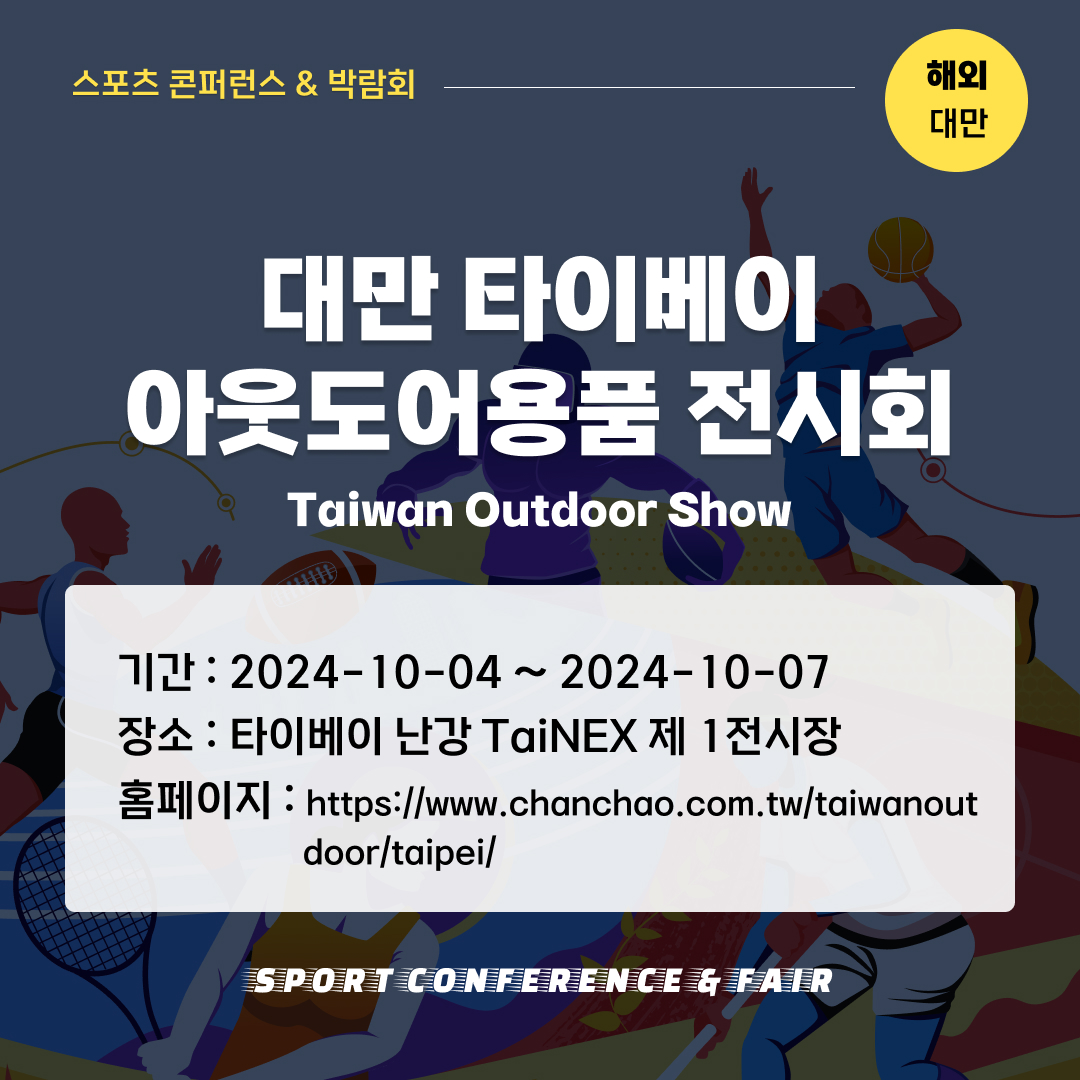 스포츠 콘퍼런스 & 박람회
해외
대만
대만 타이베이
아웃도어용품 전시회
Taiwan Outdoor Show
기간 : 2024-10-04 ~ 2024-10-07
장소 : 타이베이 난강 TaiNEX 제 1전시장
홈페이지 : https://www.chanchao.com.tw/taiwanout
door/taipei/
SPORT CONFERENCE & FAIR